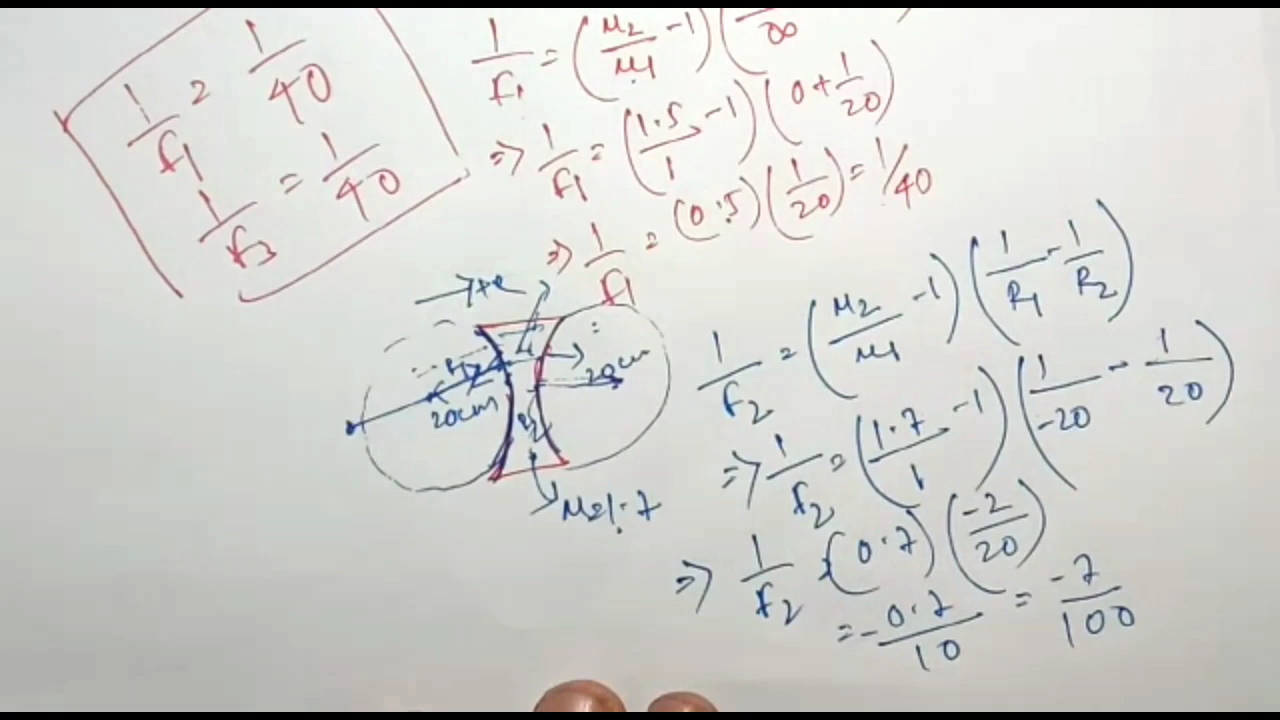 1/f₁ = 1/40
1/f₃ = 1/40
1/f₁ = (μ₂/μ₁ - 1)( /∞
⇒ 1/f₁ = (1.5/1 - 1)(0 + 1/20)
⇒ 1/f₁ = (0.5)(1/20) = 1/40
→ +ve
20cm
20cm
R₂
μ=1.7
1/f₂ = (μ₂/μ₁ - 1)(1/R₁ - 1/R₂)
⇒ 1/f₂ = (1.7/1 - 1)(1/-20 - 1/20)
⇒ 1/f₂ = (0.7)(-2/20)
= -0.7/10 = -7/100